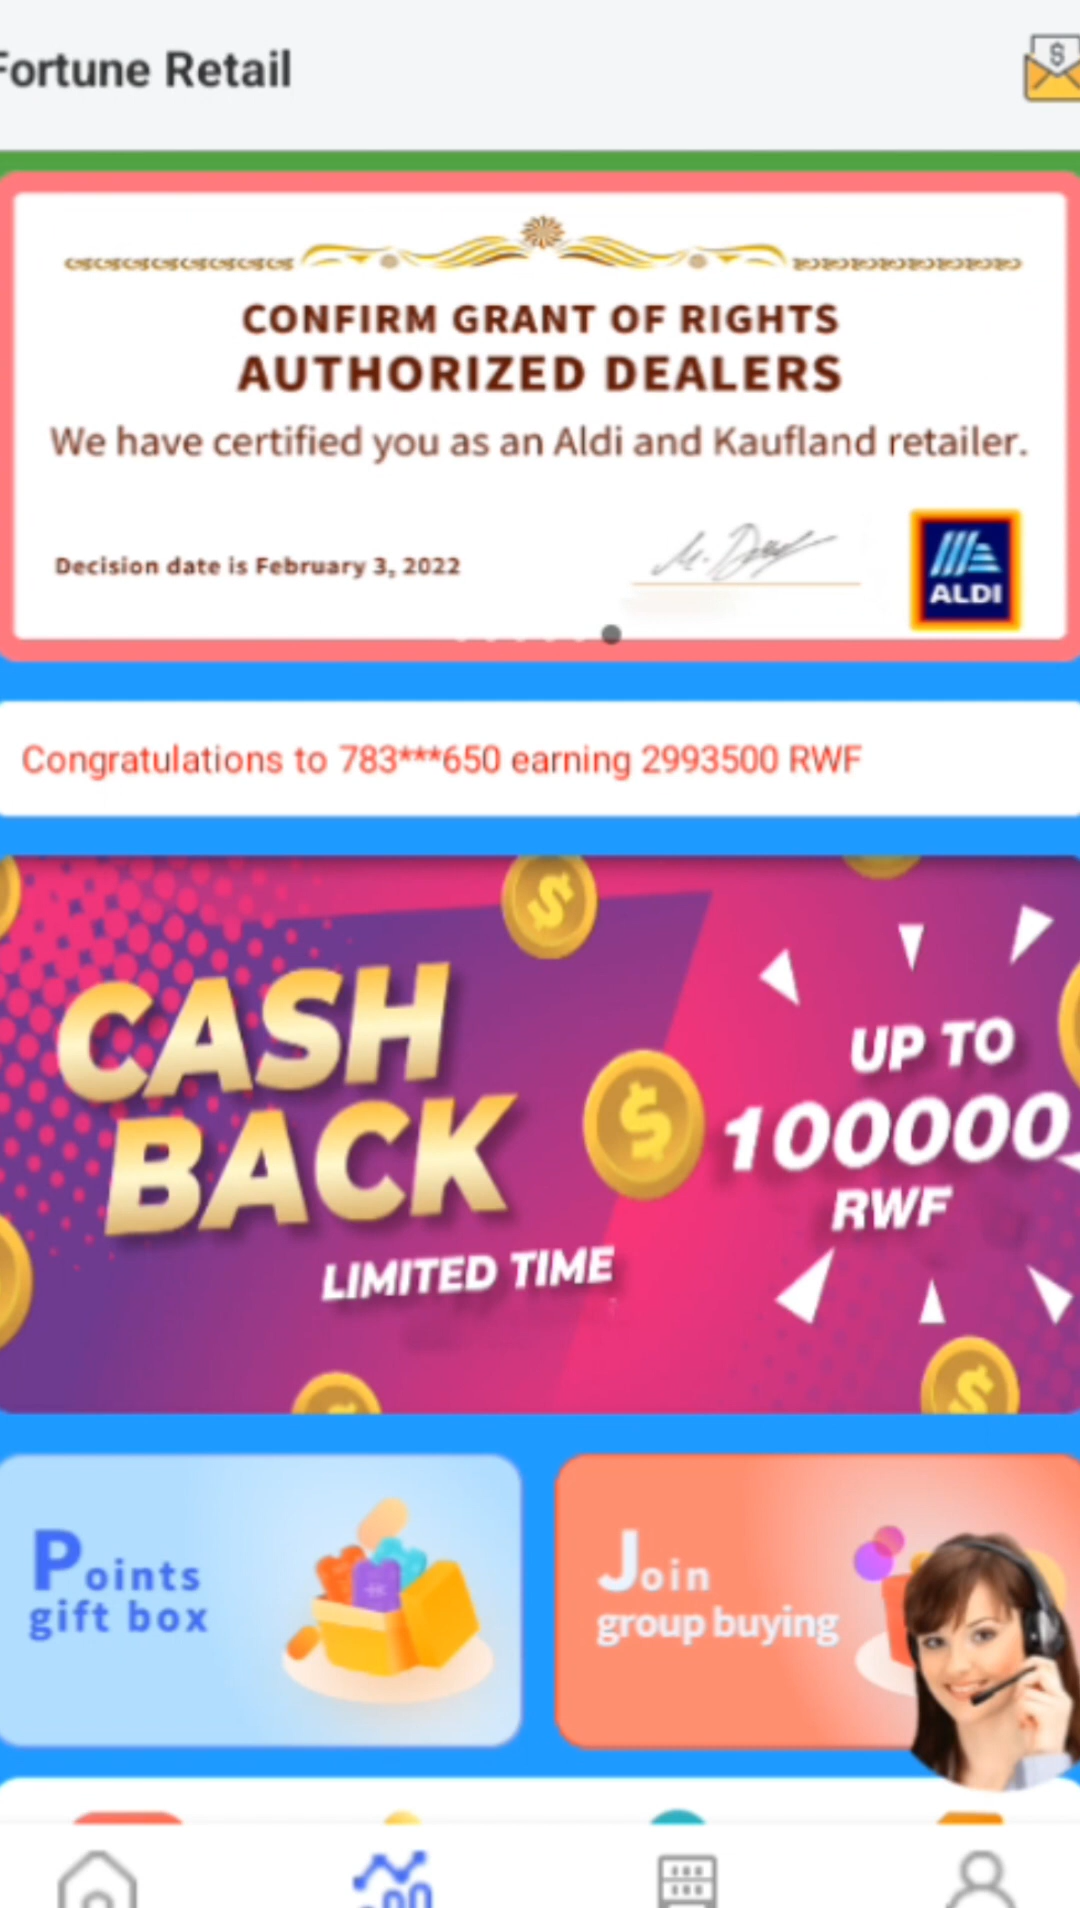 Fortune Retail
CONFIRM GRANT OF RIGHTS
AUTHORIZED DEALERS
We have certified you as an Aldi and Kaufland retailer.
Decision date is February 3, 2022
ALDI
Congratulations to 783***650 earning 2993500 RWF
CASH
BACK
LIMITED TIME
UP TO
100000
RWF
Points
gift box
Join
group buying